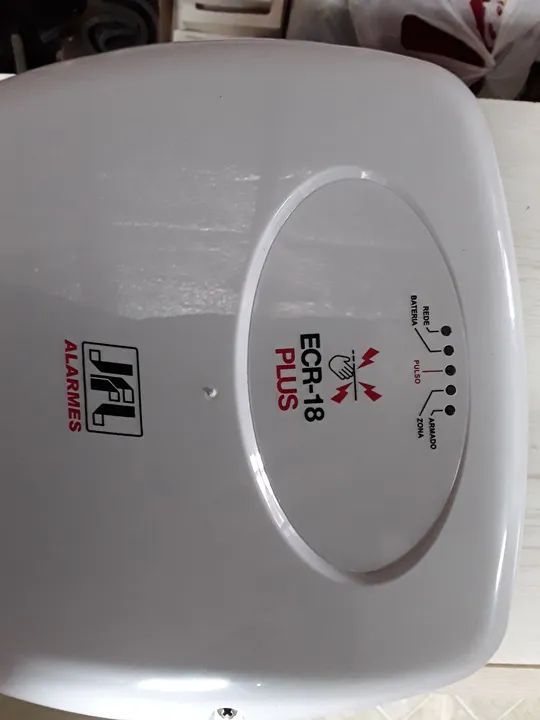 REDE
BATERIA
PULSO
ARMADO
ZONA
ECR-18
PLUS
JFL
ALARMES